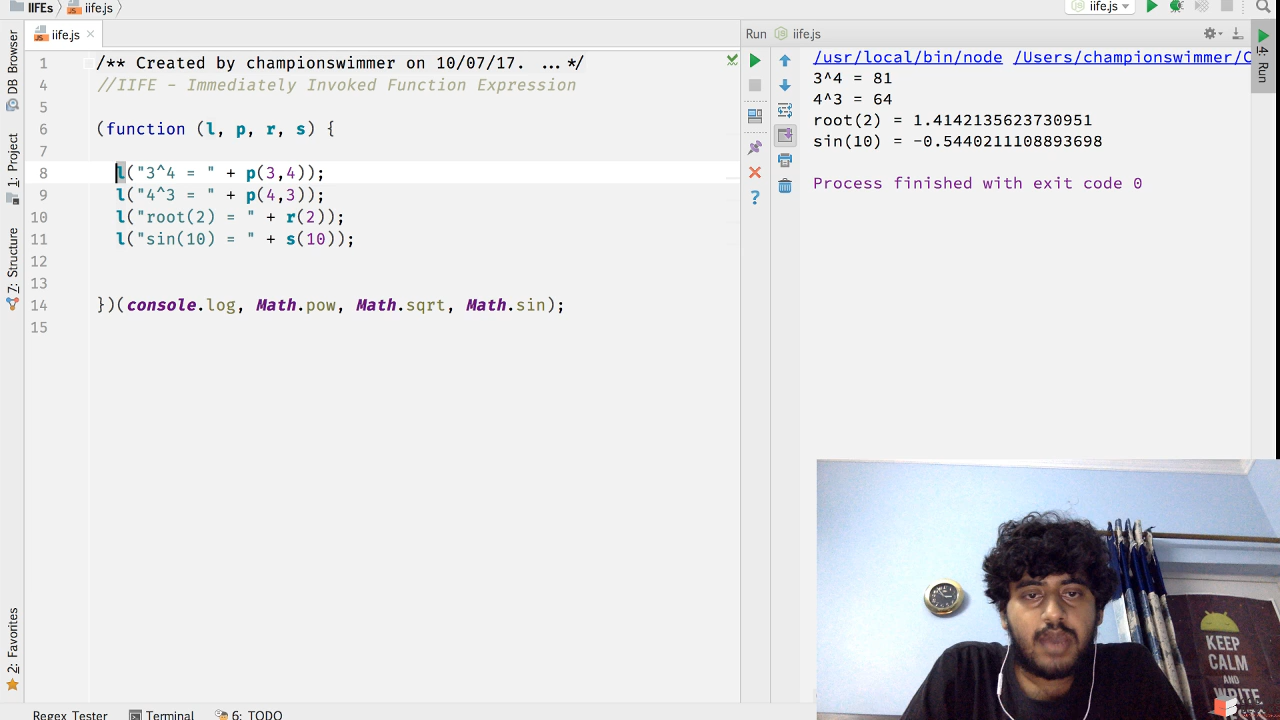 IIFEs iife.js iife.js
iife.js
Run iife.js
DB Browser
1: Project
7: Structure
2: Favorites
4: Run
1 /** Created by championswimmer on 10/07/17. ...*/
4 //IIFE - Immediately Invoked Function Expression
5
6 (function (l, p, r, s) {
7
8 l("3^4 = " + p(3,4));
9 l("4^3 = " + p(4,3));
10 l("root(2) = " + r(2));
11 l("sin(10) = " + s(10));
12
13
14 })(console.log, Math.pow, Math.sqrt, Math.sin);
15
/usr/local/bin/node /Users/championswimmer/C
3^4 = 81
4^3 = 64
root(2) = 1.4142135623730951
sin(10) = -0.5440211108893698
Process finished with exit code 0
KEEP
CALM
AND
WRITE
Regex Tester Terminal 6: TODO